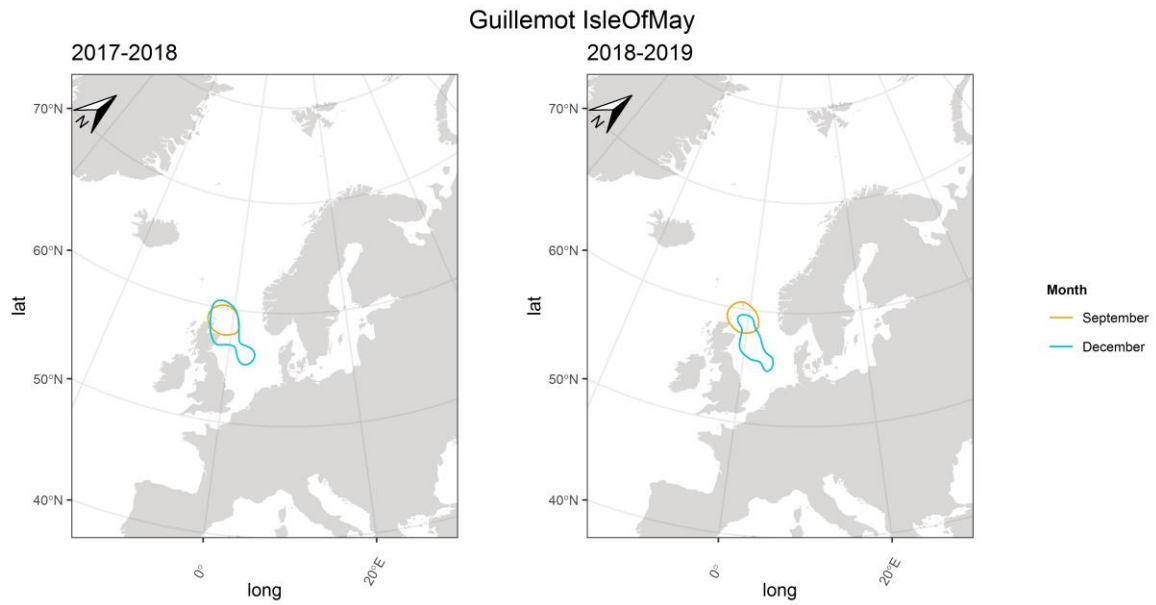 Guillemot IsleOfMay
2017-2018
2018-2019
70°N
60°N
50°N
40°N
lat
N
0°
20°E
long
70°N
60°N
50°N
40°N
lat
N
0°
20°E
long
Month
September
December